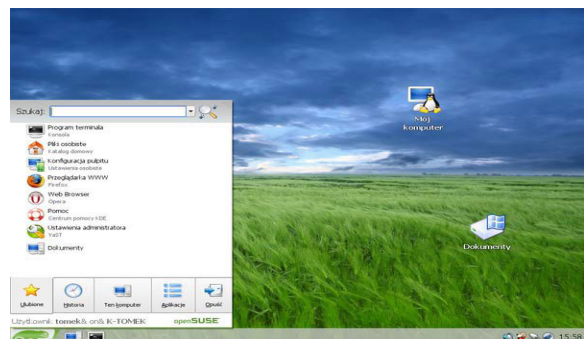 Szukaj:
Program terminala
Konsola
Pliki osobiste
Katalog domowy
Konfiguracja pulpitu
Ustawienia osobiste
Przeglądarka WWW
Firefox
Web Browser
Opera
Pomoc
Centrum pomocy KDE
Ustawienia administratora
YaST
Dokumenty
Ulubione Historia Ten komputer Aplikacje Opuść
Użytkownik tomek& on& K-TOMEK openSUSE
Mój
komputer
Dokumenty
15:58